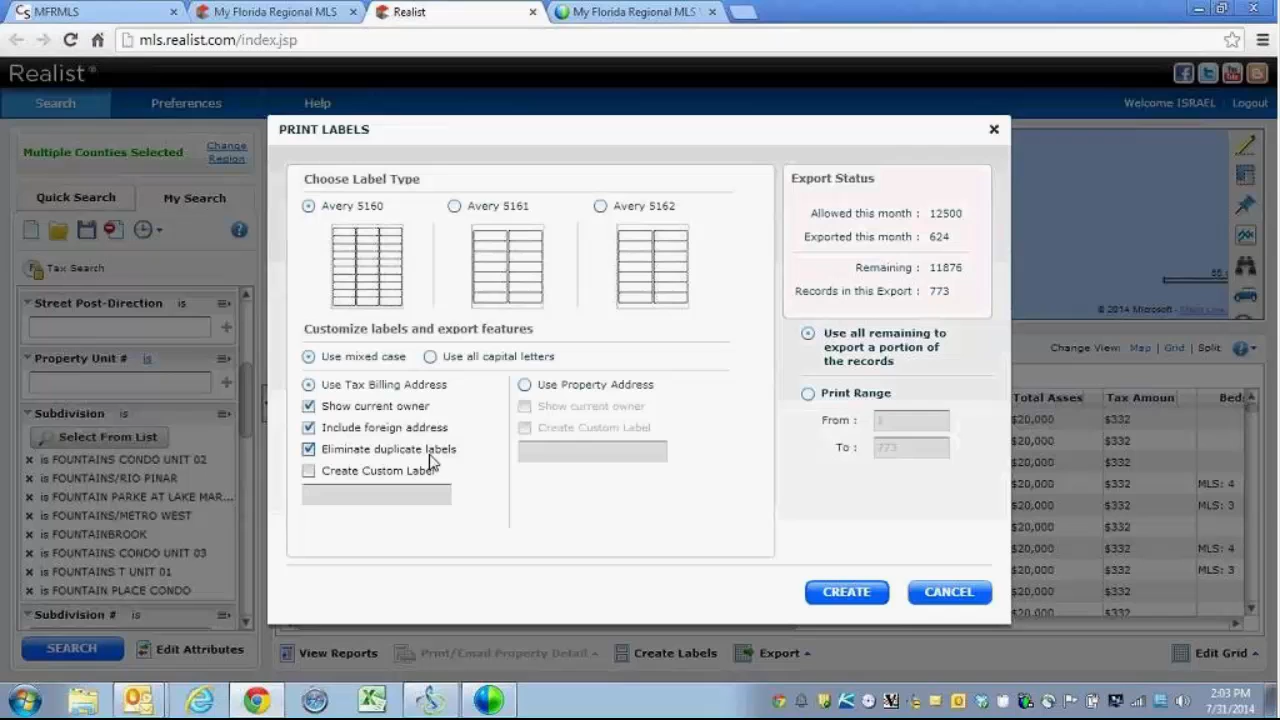 MFRMLS × My Florida Regional MLS × Realist × My Florida Regional MLS ×
mls.realist.com/index.jsp
Realist®
Search Preferences Help Welcome ISRAEL Logout
Multiple Counties Selected Change Region
Quick Search My Search
Tax Search
Street Post-Direction is
Property Unit # is
Subdivision is
Select From List
× is FOUNTAINS CONDO UNIT 02
× is FOUNTAINS/RIO PINAR
× is FOUNTAIN PARKE AT LAKE MAR...
× is FOUNTAINS/METRO WEST
× is FOUNTAINBROOK
× is FOUNTAINS CONDO UNIT 03
× is FOUNTAINS T UNIT 01
× is FOUNTAIN PLACE CONDO
Subdivision # is
SEARCH Edit Attributes
PRINT LABELS ×
Choose Label Type
Avery 5160 Avery 5161 Avery 5162
Customize labels and export features
Use mixed case Use all capital letters
Use Tax Billing Address Use Property Address
Show current owner Show current owner
Include foreign address Create Custom Label
Eliminate duplicate labels
Create Custom Label
Export Status
Allowed this month : 12500
Exported this month : 624
Remaining : 11876
Records in this Export : 773
Use all remaining to
export a portion of
the records
Print Range
From : 1
To : 773
CREATE CANCEL
© 2014 Microsoft
Change View: Map | Grid | Split
Total Asses Tax Amoun Beds
$20,000 $332
$20,000 $332
$20,000 $332
$20,000 $332 MLS: 4
$20,000 $332 MLS: 3
$20,000 $332
$20,000 $332 MLS: 4
$20,000 $332 MLS: 3
$20,000 $332
$20,000 $332
View Reports Print/Email Property Detail Create Labels Export Edit Grid
2:03 PM
7/31/2014